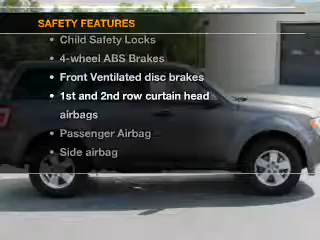 SAFETY FEATURES
• Child Safety Locks
• 4-wheel ABS Brakes
• Front Ventilated disc brakes
• 1st and 2nd row curtain head
airbags
• Passenger Airbag
• Side airbag